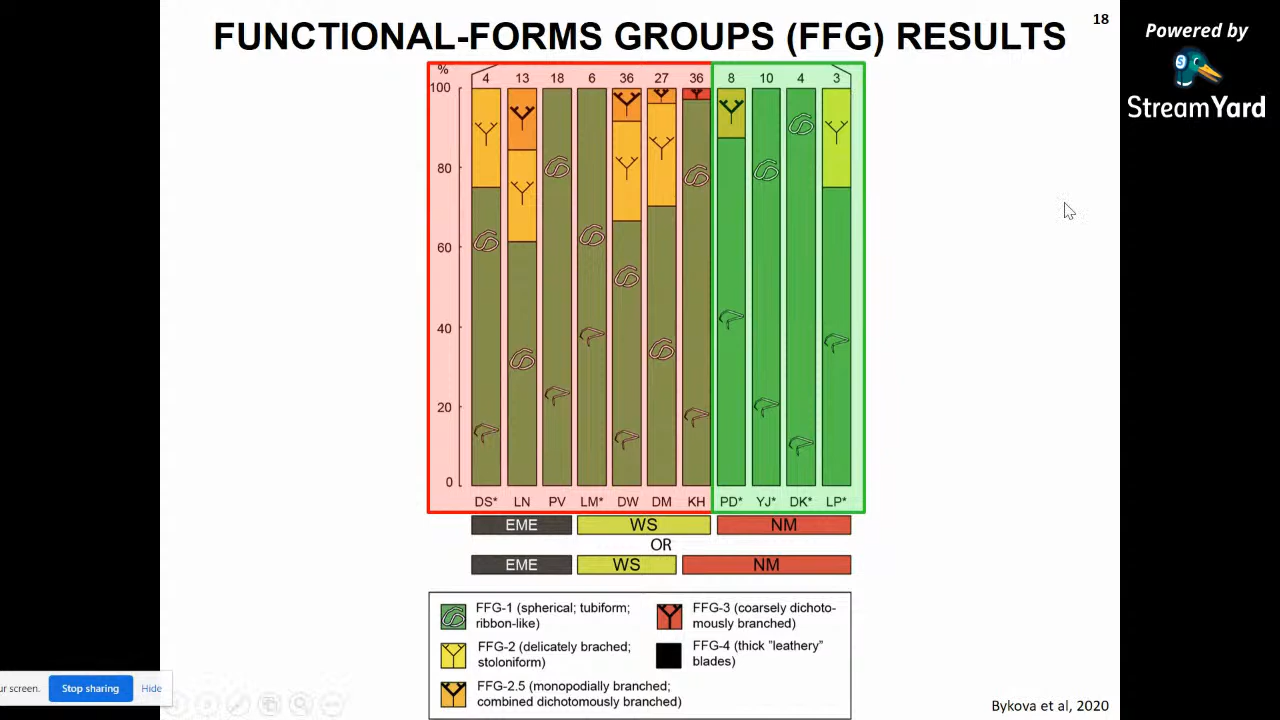 FUNCTIONAL-FORMS GROUPS (FFG) RESULTS
18
Powered by
S
StreamYard
%
4 13 18 6 36 27 36 8 10 4 3
100
80
60
40
20
0
DS* LN PV LM* DW DM KH PD* YJ* DK* LP*
EME WS NM
OR
EME WS NM
FFG-1 (spherical; tubiform;
ribbon-like)
FFG-2 (delicately brached;
stoloniform)
FFG-2.5 (monopodially branched;
combined dichotomously branched)
FFG-3 (coarsely dichoto-
mously branched)
FFG-4 (thick "leathery"
blades)
ur screen. Stop sharing Hide
Bykova et al, 2020